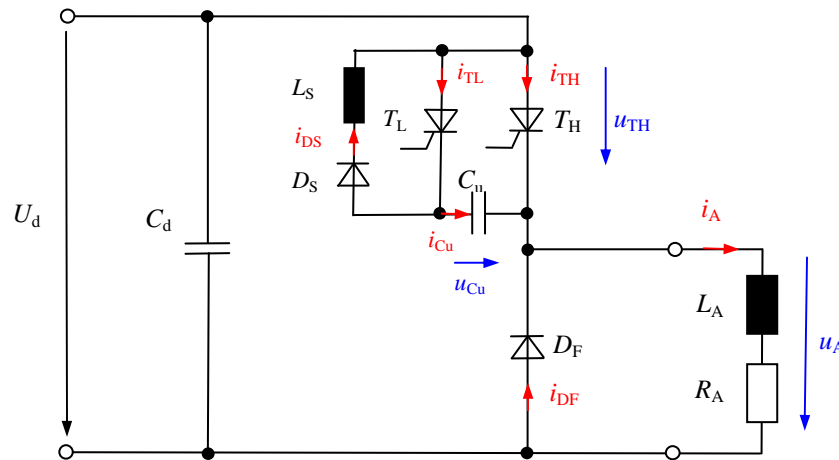 i_TL
i_TH
L_S
T_L
T_H
u_TH
i_DS
D_S
C_u
U_d
C_d
i_A
i_Cu
u_Cu
L_A
D_F
u_A
R_A
i_DF